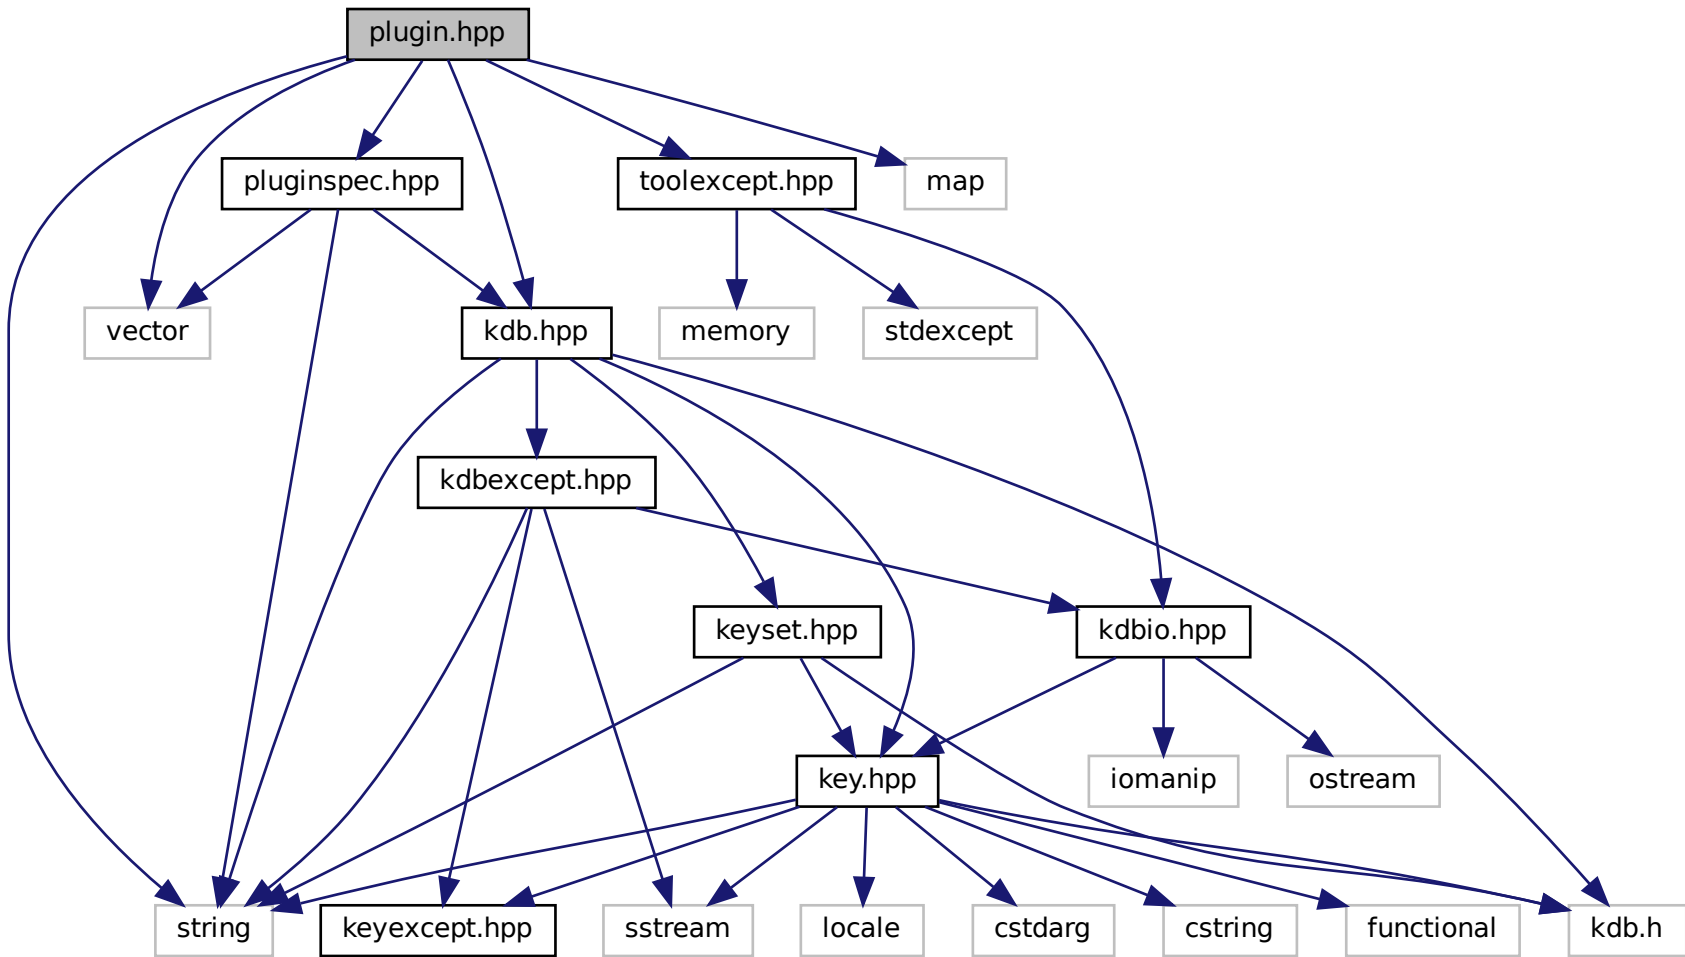 plugin.hpp
pluginspec.hpp
toolexcept.hpp
map
vector
kdb.hpp
memory
stdexcept
kdbexcept.hpp
keyset.hpp
kdbio.hpp
key.hpp
iomanip
ostream
string
keyexcept.hpp
sstream
locale
cstdarg
cstring
functional
kdb.h